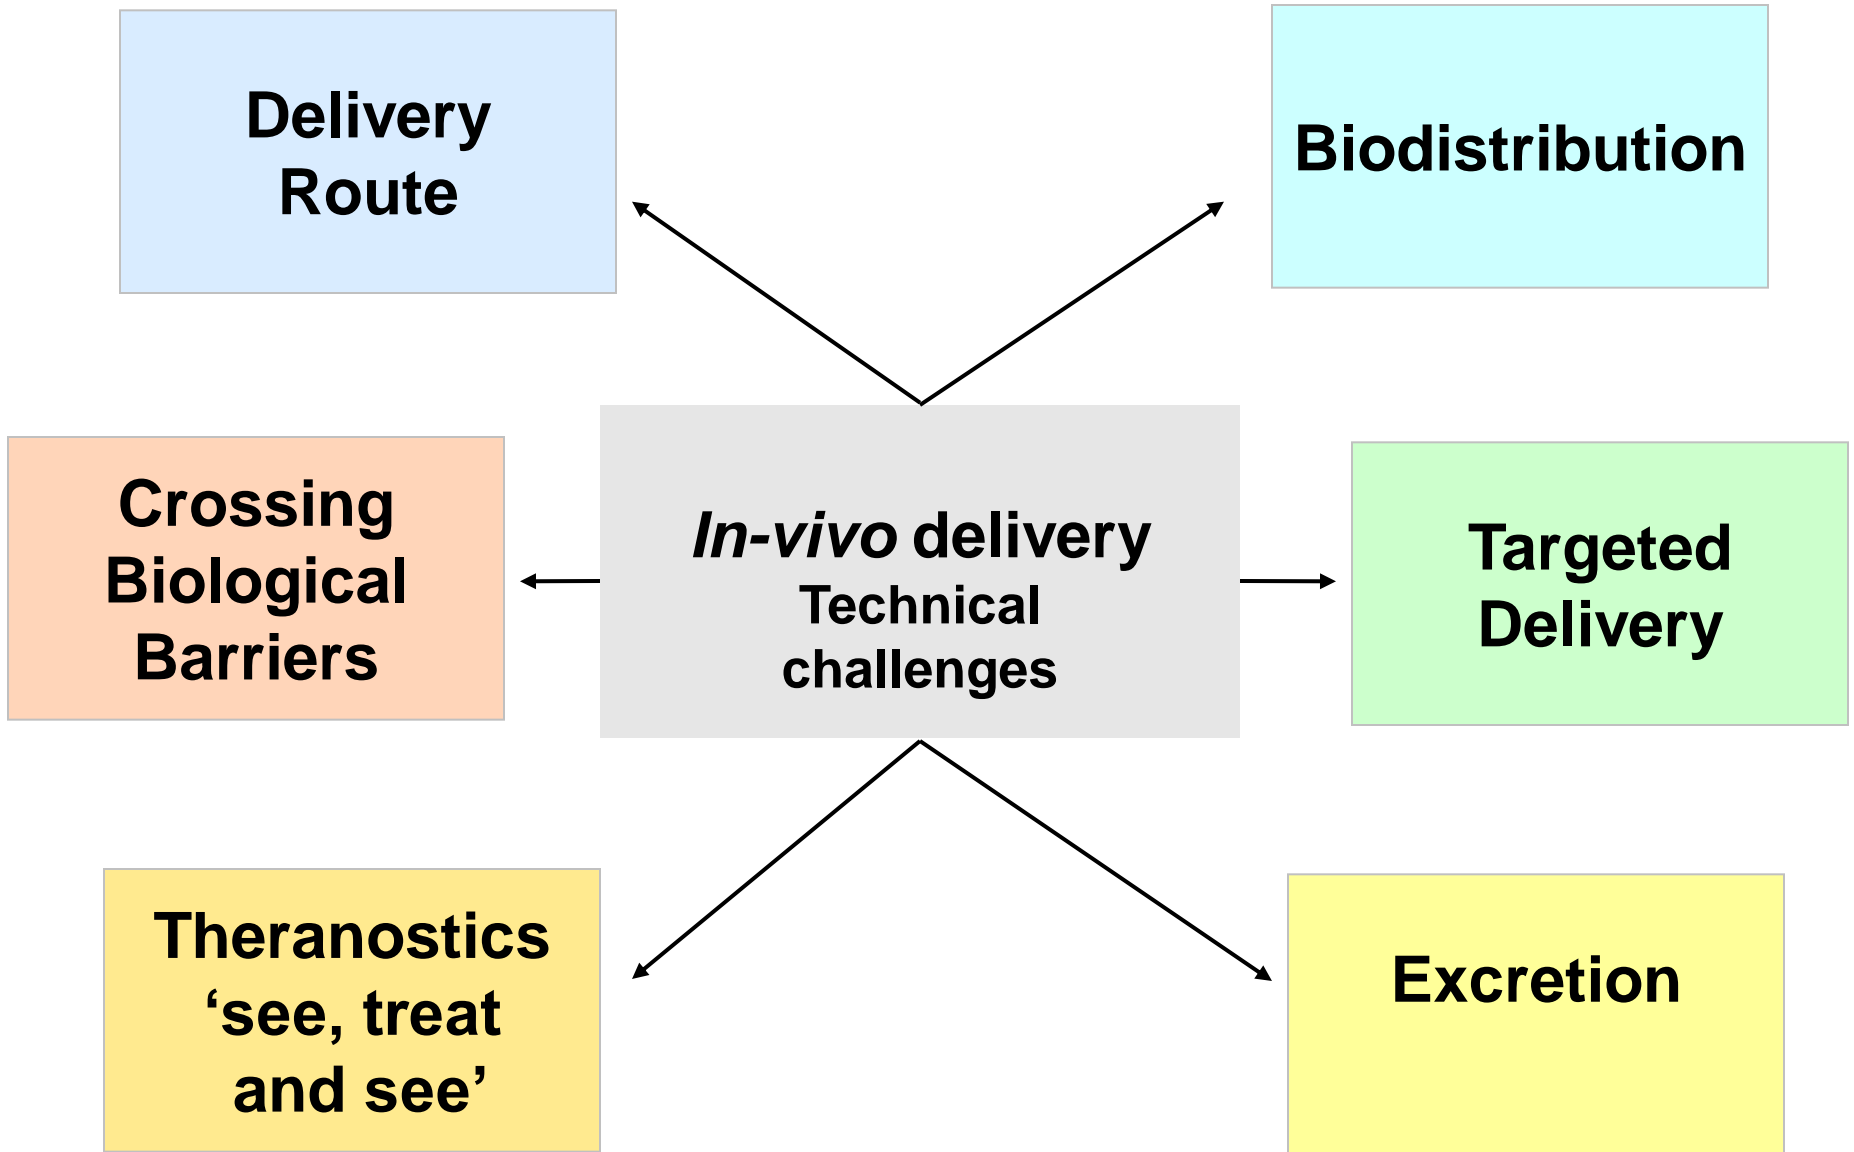 Delivery
Route
Biodistribution
Crossing
Biological
Barriers
In-vivo delivery
Technical
challenges
Targeted
Delivery
Theranostics
‘see, treat
and see’
Excretion